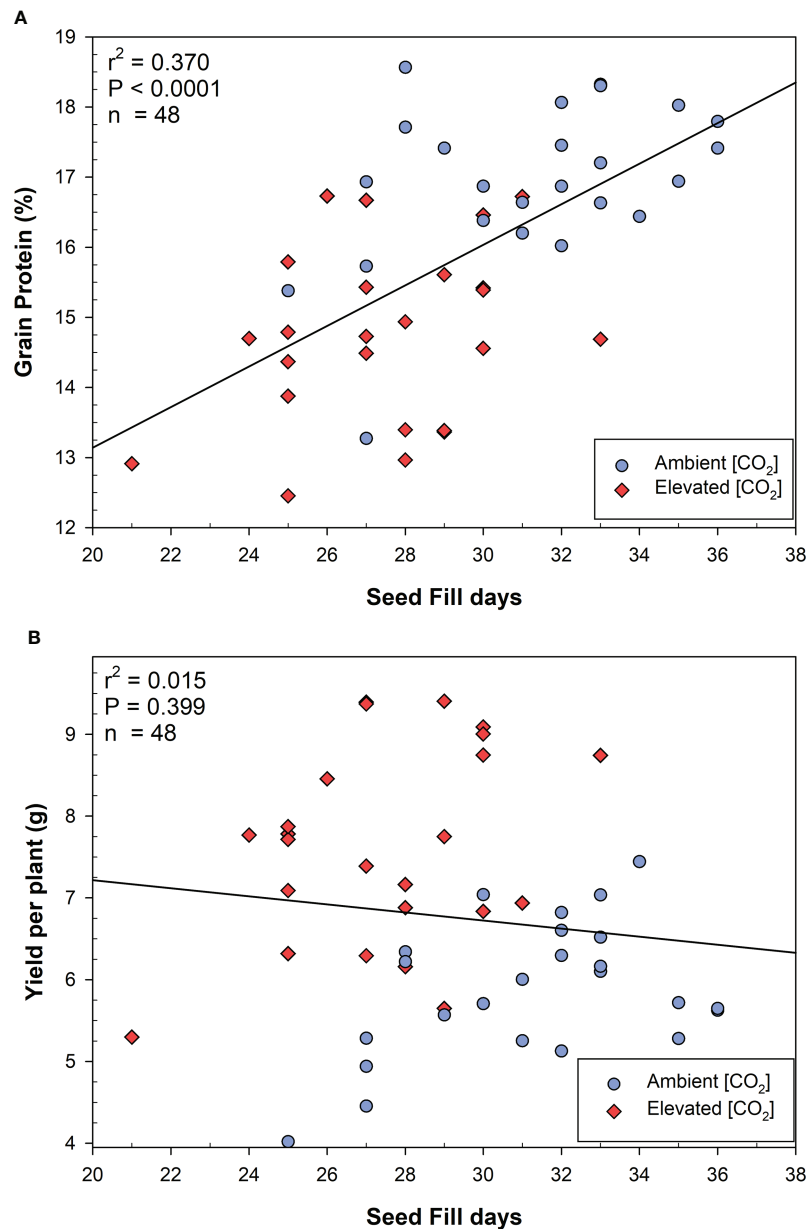 A
r² = 0.370
P < 0.0001
n = 48
19
18
17
16
15
14
13
12
Grain Protein (%)
Ambient [CO₂]
Elevated [CO₂]
20 22 24 26 28 30 32 34 36 38
Seed Fill days
B
r² = 0.015
P = 0.399
n = 48
9
8
7
6
5
4
Yield per plant (g)
Ambient [CO₂]
Elevated [CO₂]
20 22 24 26 28 30 32 34 36 38
Seed Fill days